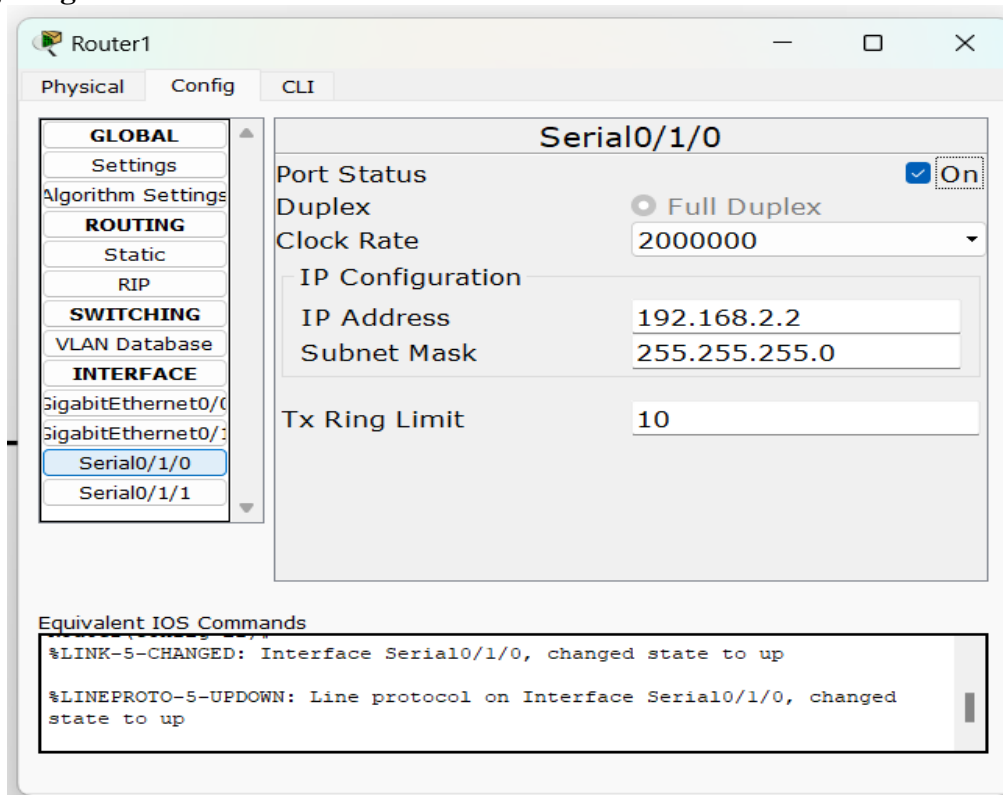 Router1
Physical
Config
CLI
GLOBAL
Settings
Algorithm Settings
ROUTING
Static
RIP
SWITCHING
VLAN Database
INTERFACE
GigabitEthernet0/
GigabitEthernet0/
Serial0/1/0
Serial0/1/1
Serial0/1/0
Port Status
On
Duplex
Full Duplex
Clock Rate
2000000
IP Configuration
IP Address
192.168.2.2
Subnet Mask
255.255.255.0
Tx Ring Limit
10
Equivalent IOS Commands
%LINK-5-CHANGED: Interface Serial0/1/0, changed state to up
%LINEPROTO-5-UPDOWN: Line protocol on Interface Serial0/1/0, changed
state to up